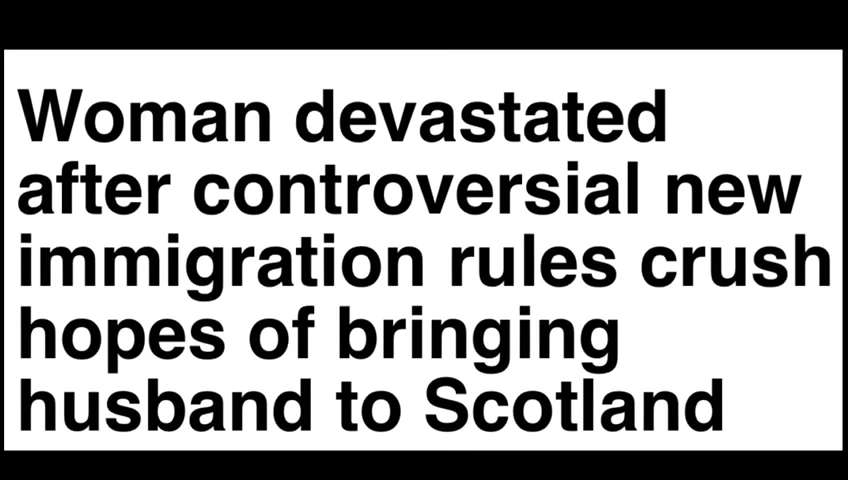 Woman devastated
after controversial new
immigration rules crush
hopes of bringing
husband to Scotland